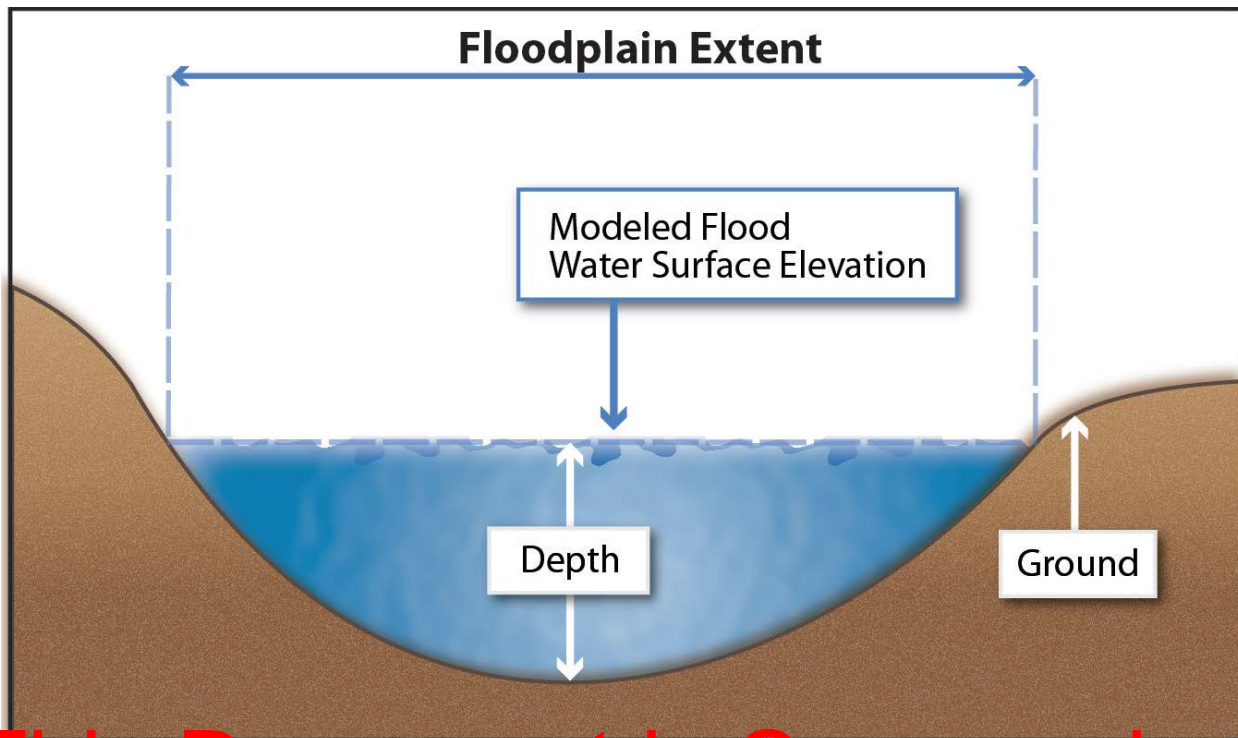 Floodplain Extent
Modeled Flood
Water Surface Elevation
Depth
Ground